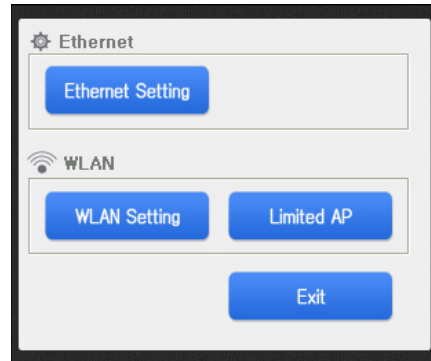 Ethernet
Ethernet Setting
WLAN
WLAN Setting
Limited AP
Exit